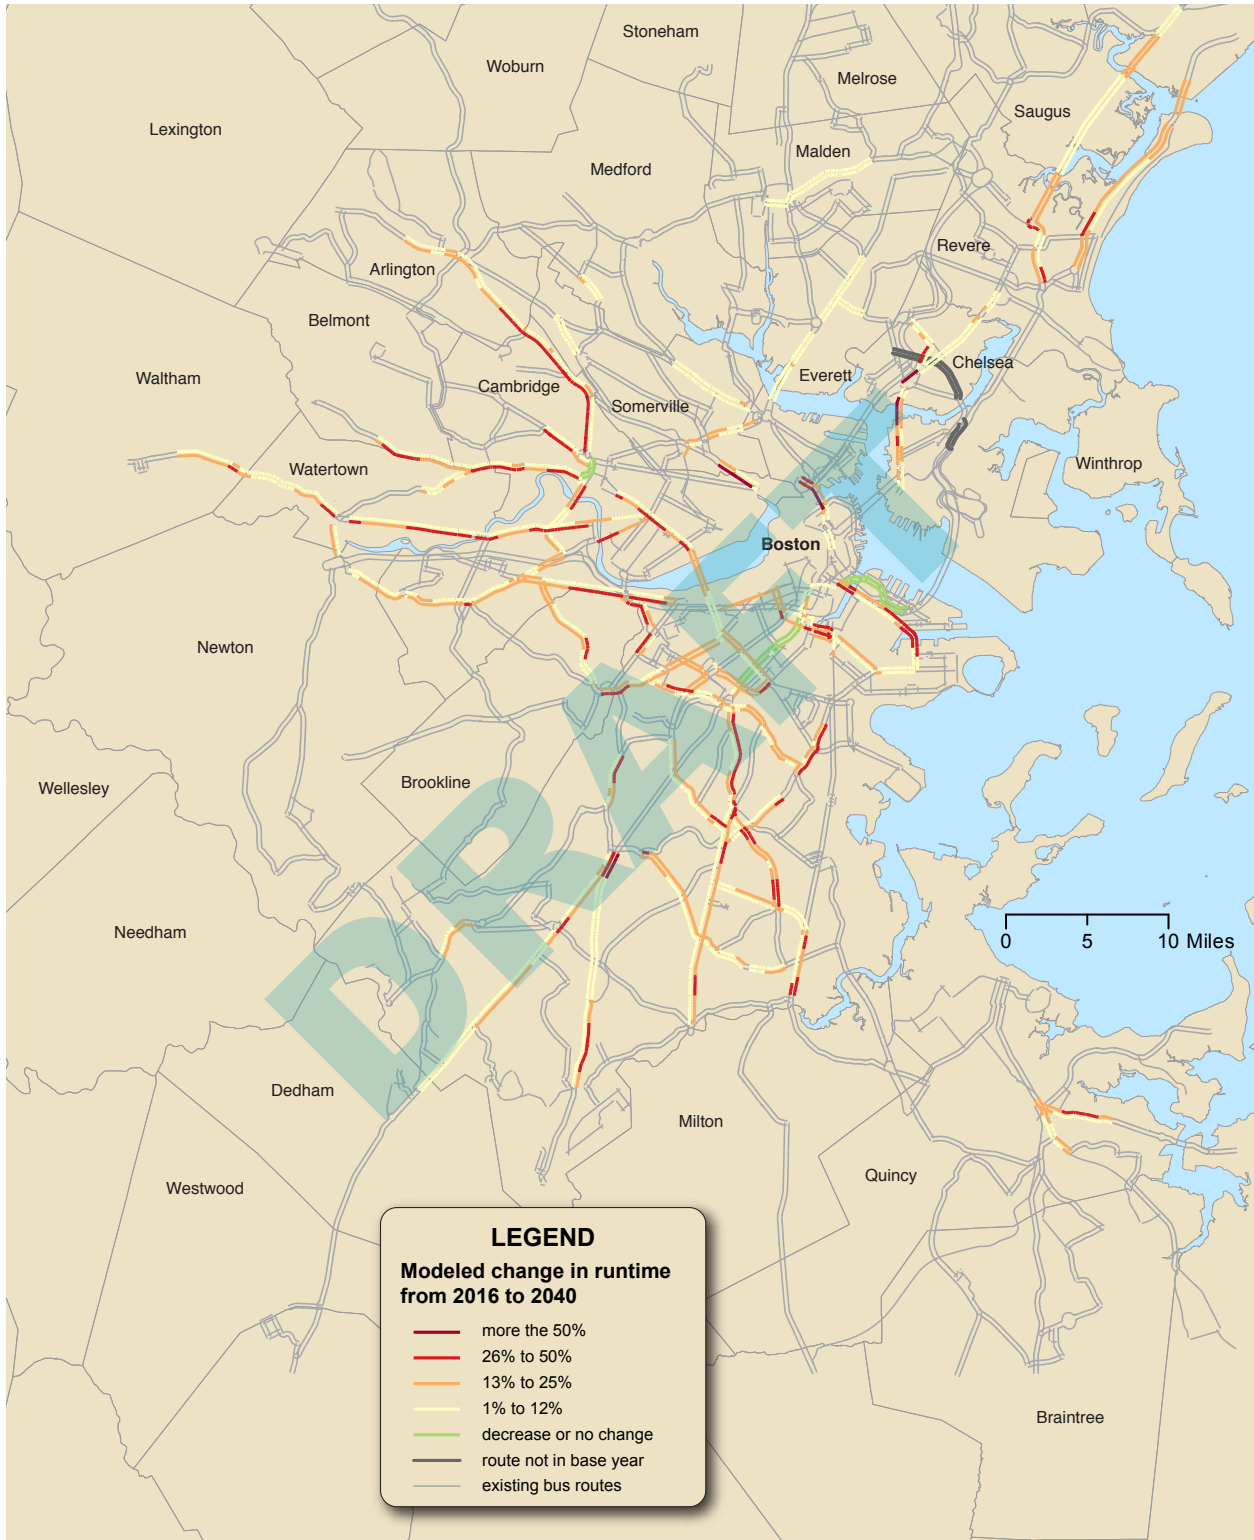 Stoneham
Woburn
Melrose
Saugus
Lexington
Malden
Medford
Revere
Arlington
Belmont
Chelsea
Waltham
Everett
Cambridge
Somerville
Winthrop
Watertown
Boston
Newton
Brookline
Wellesley
Needham
0 5 10 Miles
DRAFT
Dedham
Milton
Quincy
Westwood
Braintree
LEGEND
Modeled change in runtime
from 2016 to 2040
more the 50%
26% to 50%
13% to 25%
1% to 12%
decrease or no change
route not in base year
existing bus routes